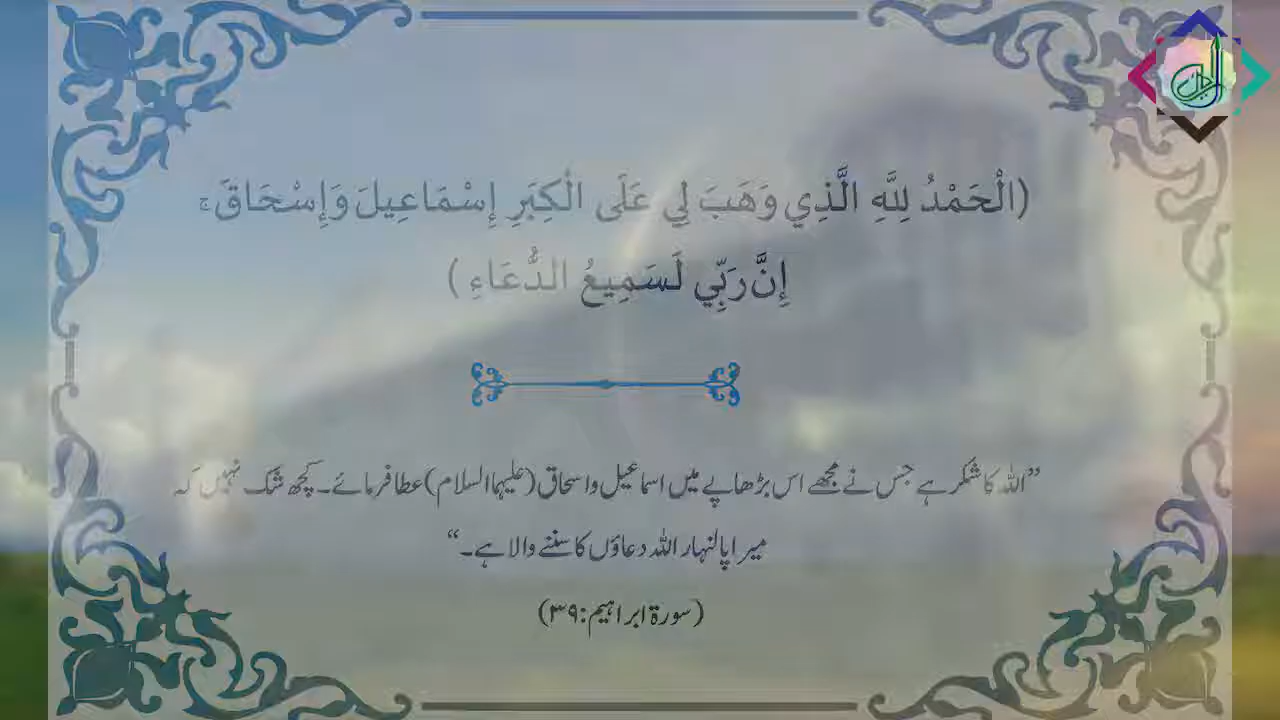 (الْحَمْدُ لِلَّهِ الَّذِي وَهَبَ لِي عَلَى الْكِبَرِ إِسْمَاعِيلَ وَإِسْحَاقَ ۚ
إِنَّ رَبِّي لَسَمِيعُ الدُّعَاءِ )
”اللہ کا شکر ہے جس نے مجھے اس بڑھاپے میں اسماعیل و اسحاق (علیہما السلام) عطا فرمائے۔ کچھ شک نہیں کہ
میرا پالنہار اللہ دعاؤں کا سننے والا ہے۔“
(سورۃ ابراہیم:۳۹)